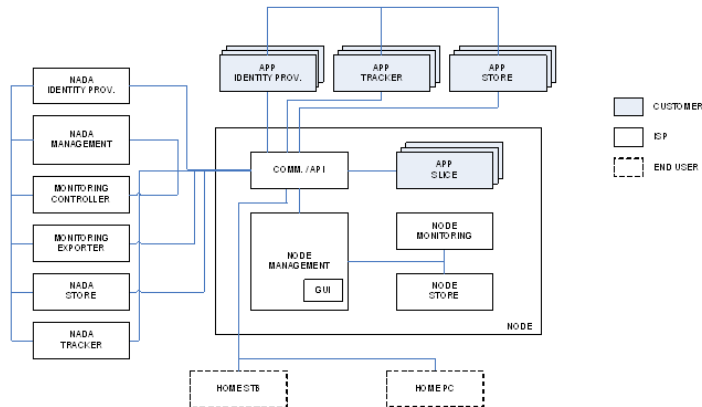 APP
IDENTITY PROV.
APP
TRACKER
APP
STORE
NADA
IDENTITY PROV.
NADA
MANAGEMENT
MONITORING
CONTROLLER
MONITORING
EXPORTER
NADA
STORE
NADA
TRACKER
COMM. / API
APP
SLICE
NODE
MANAGEMENT
GUI
NODE
MONITORING
NODE
STORE
NODE
HOME STB
HOME PC
CUSTOMER
ISP
END USER